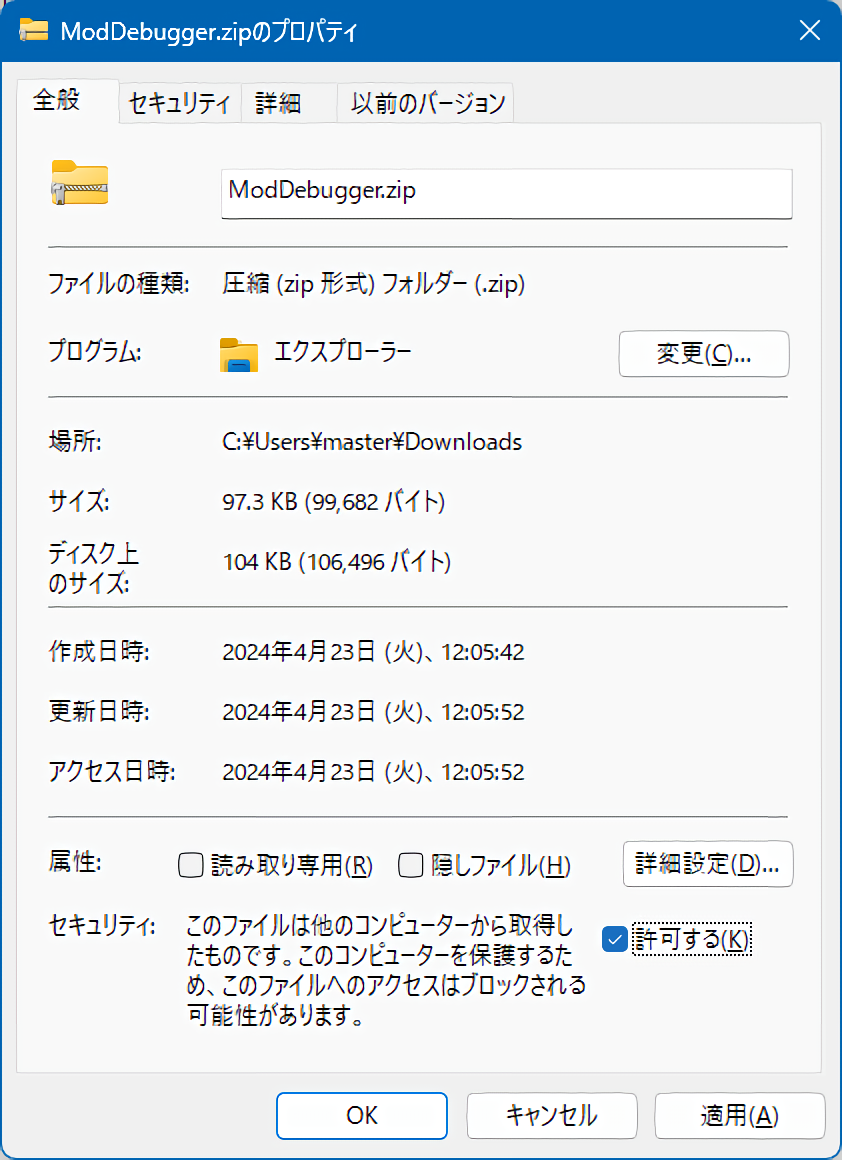 ModDebugger.zipのプロパティ
全般 セキュリティ 詳細 以前のバージョン
ModDebugger.zip
ファイルの種類: 圧縮 (zip 形式) フォルダー (.zip)
プログラム: エクスプローラー 変更(C)...
場所: C:¥Users¥master¥Downloads
サイズ: 97.3 KB (99,682 バイト)
ディスク上
のサイズ: 104 KB (106,496 バイト)
作成日時: 2024年4月23日 (火)、12:05:42
更新日時: 2024年4月23日 (火)、12:05:52
アクセス日時: 2024年4月23日 (火)、12:05:52
属性: 読み取り専用(R) 隠しファイル(H) 詳細設定(D)...
セキュリティ: このファイルは他のコンピューターから取得し
たものです。このコンピューターを保護するた
め、このファイルへのアクセスはブロックされる
可能性があります。
許可する(K)
OK キャンセル 適用(A)